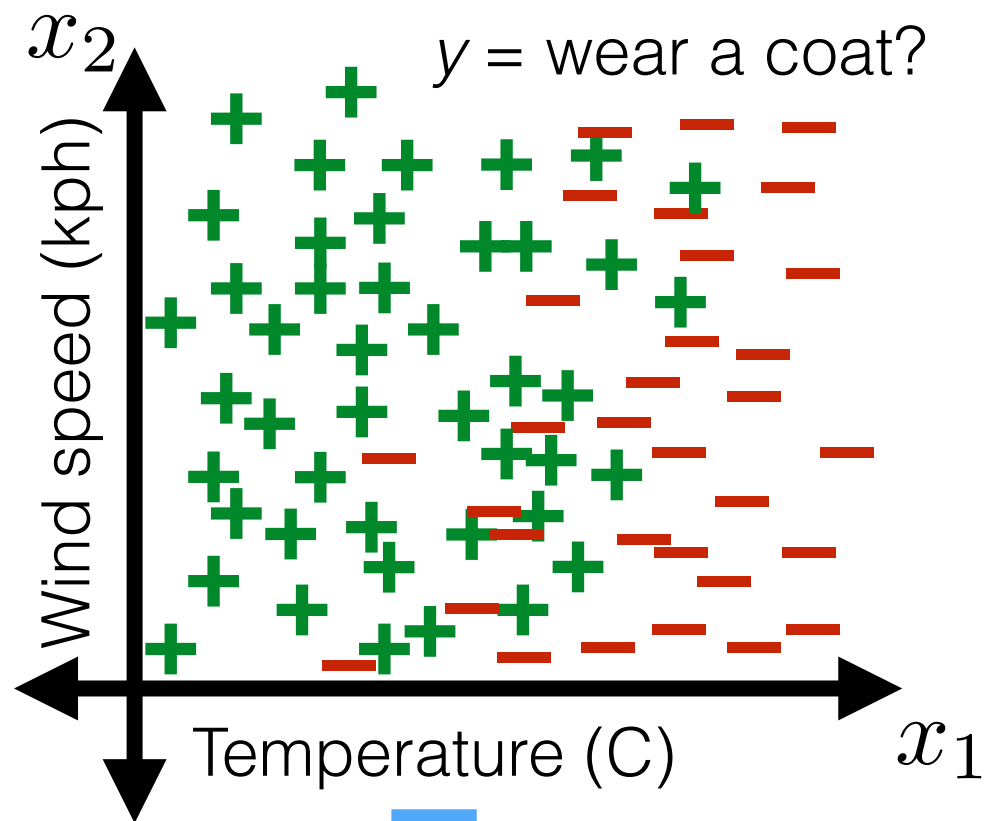 x₂
y = wear a coat?
Wind speed (kph)
Temperature (C)
x₁